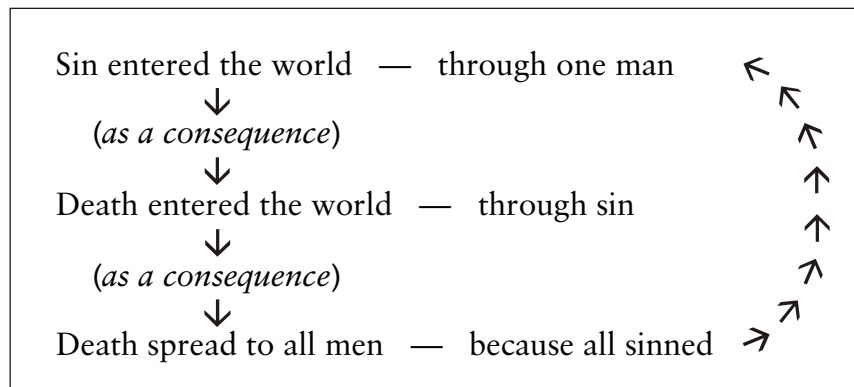 Sin entered the world — through one man
(as a consequence)
Death entered the world — through sin
(as a consequence)
Death spread to all men — because all sinned